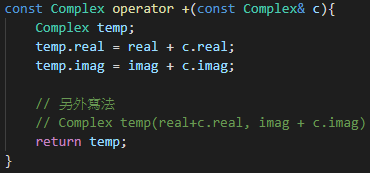 const Complex operator +(const Complex& c){
Complex temp;
temp.real = real + c.real;
temp.imag = imag + c.imag;
// 另外寫法
// Complex temp(real+c.real, imag + c.imag)
return temp;
}